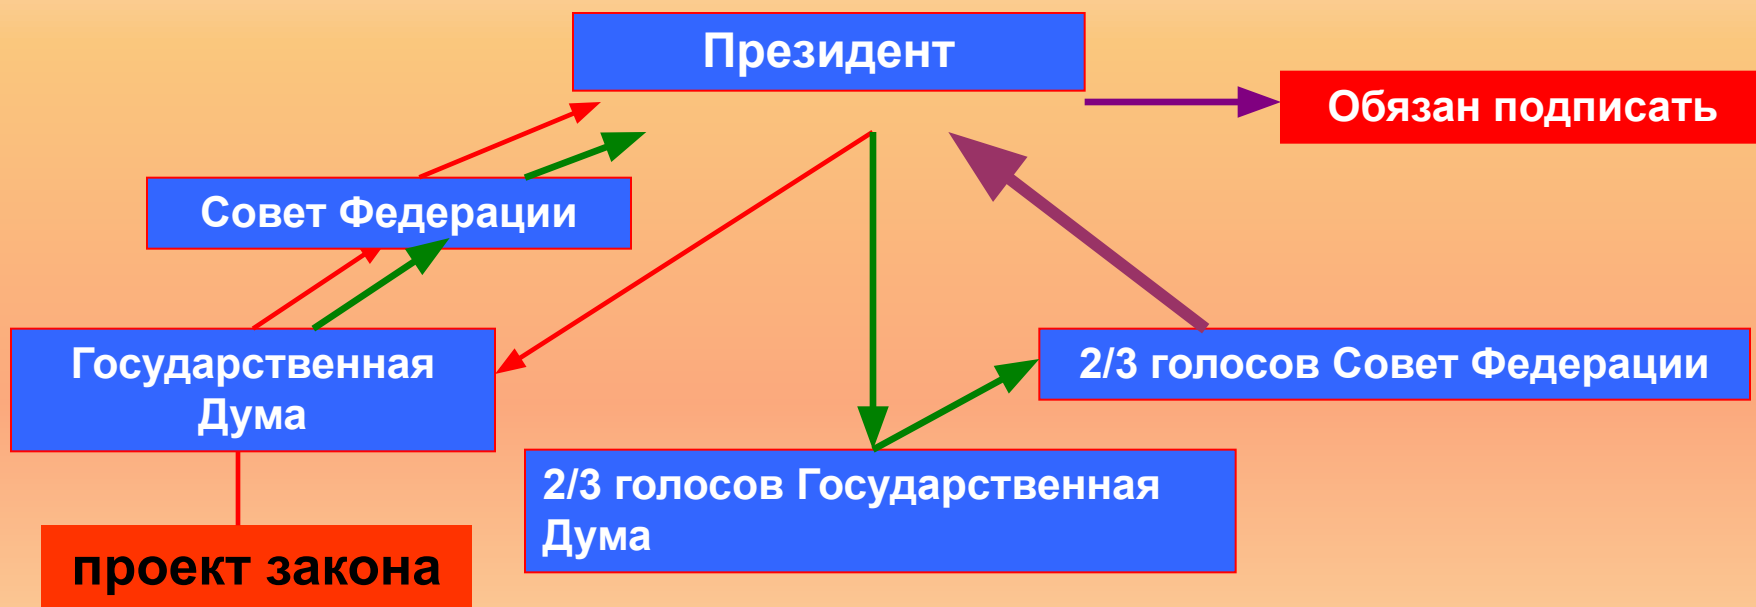 Президент
Обязан подписать
Совет Федерации
Государственная
Дума
2/3 голосов Совет Федерации
2/3 голосов Государственная
Дума
проект закона